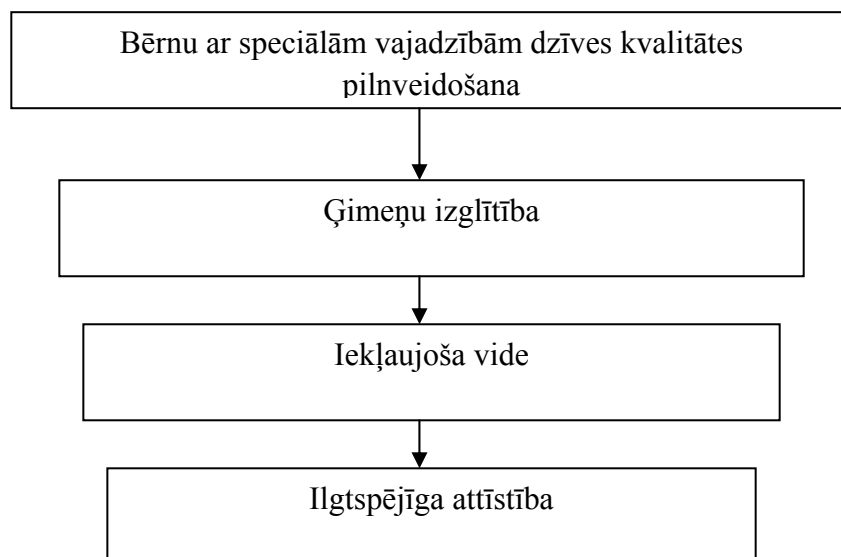 Bērnu ar speciālām vajadzībām dzīves kvalitātes
pilnveidošana
Ģimeņu izglītība
Iekļaujoša vide
Ilgtspējīga attīstība